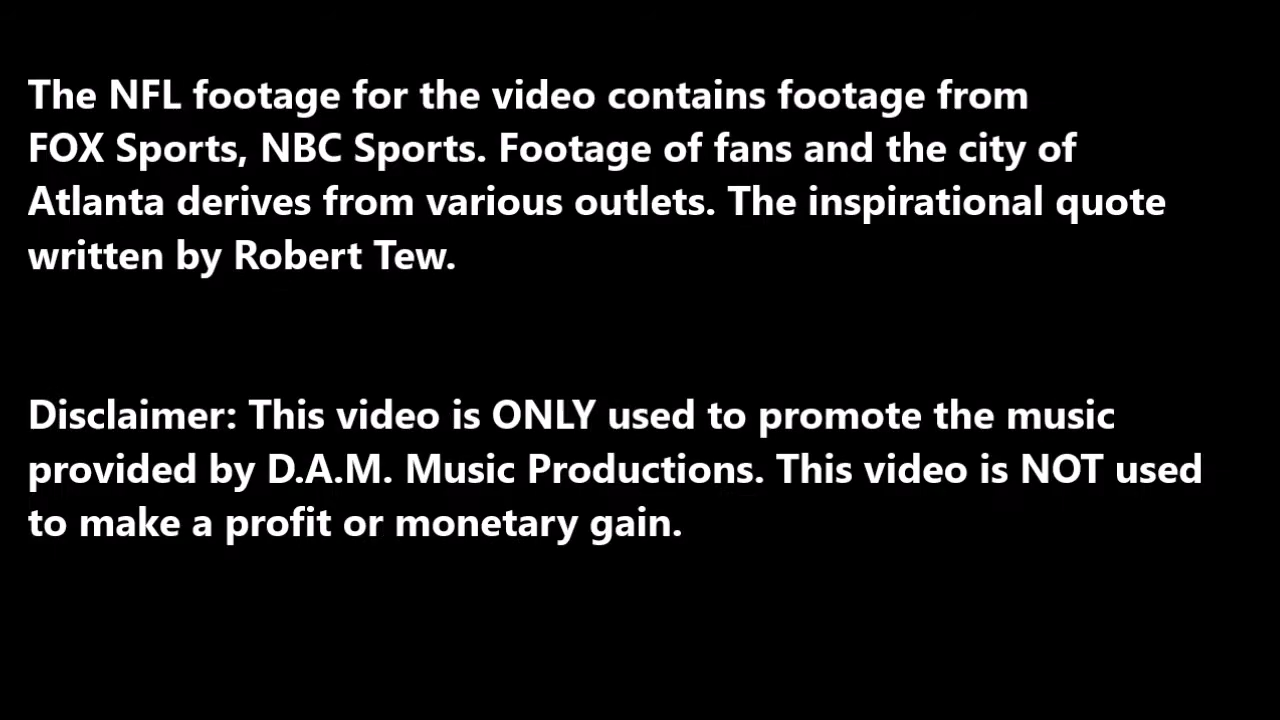 The NFL footage for the video contains footage from
FOX Sports, NBC Sports. Footage of fans and the city of
Atlanta derives from various outlets. The inspirational quote
written by Robert Tew.
Disclaimer: This video is ONLY used to promote the music
provided by D.A.M. Music Productions. This video is NOT used
to make a profit or monetary gain.